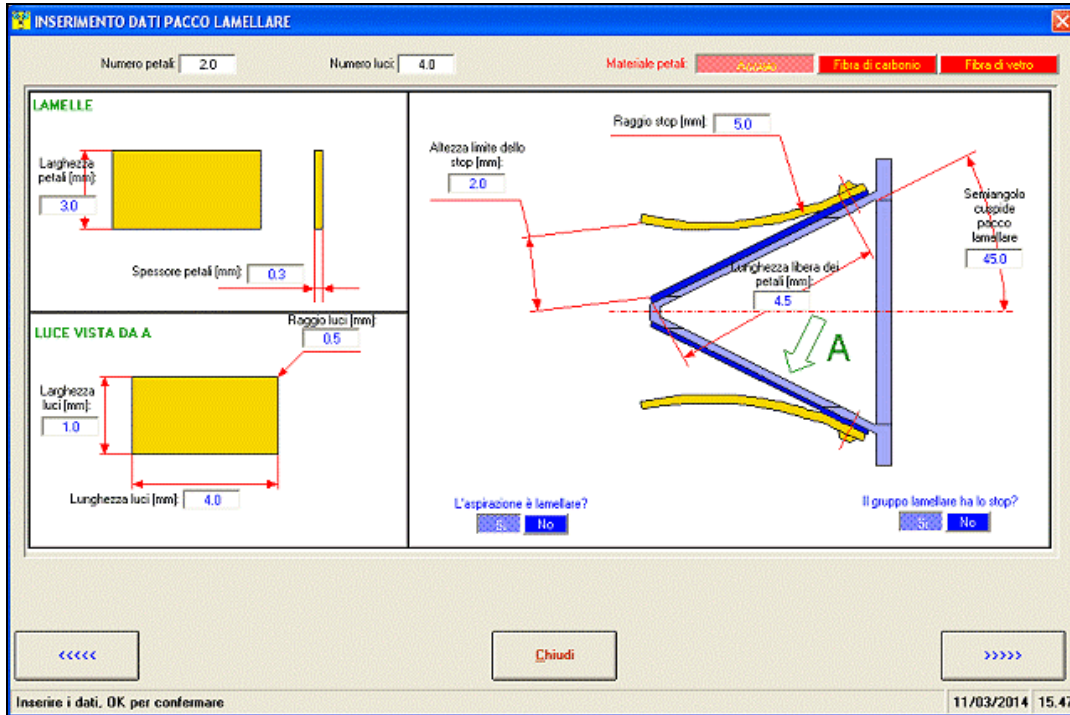 INSERIMENTO DATI PACCO LAMELLARE
Numero petali: 2.0
Numero luci: 4.0
Materiale petali:
Fibra di carbonio
Fibra di vetro
LAMELLE
Larghezza
petali [mm]:
3.0
Spessore petali [mm]: 0.3
LUCE VISTA DA A
Raggio luci [mm]:
0.5
Larghezza
luci [mm]:
1.0
Lunghezza luci [mm]: 4.0
Raggio stop [mm]: 5.0
Altezza limite dello
stop [mm]:
2.0
Semiangolo
cuspide
pacco
lamellare
45.0
Lunghezza libera dei
petali [mm]:
4.5
A
L'aspirazione è lamellare?
No
Il gruppo lamellare ha lo stop?
No
<<<<<
Chiudi
>>>>>
Inserire i dati, OK per confermare
11/03/2014 15.47